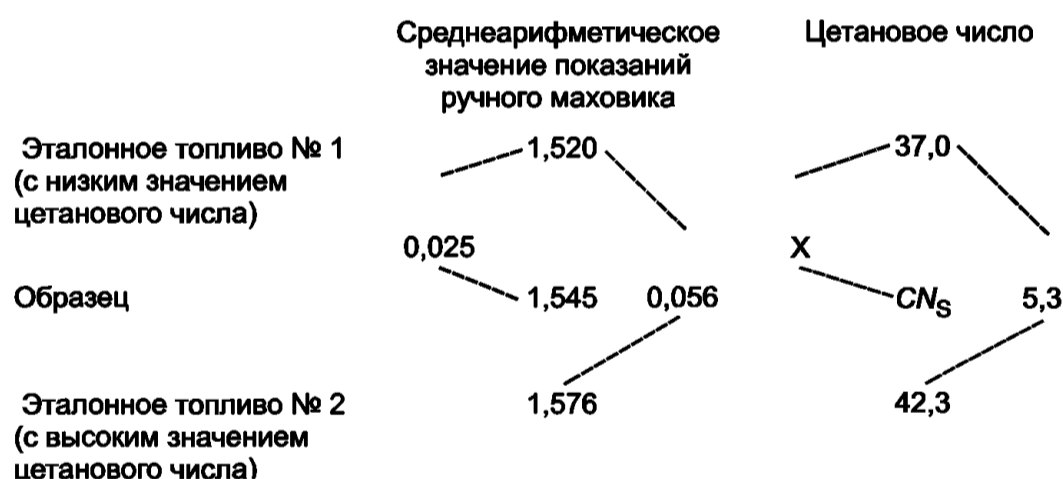 Среднеарифметическое
значение показаний
ручного маховика
Цетановое число
Эталонное топливо № 1
(с низким значением
цетанового числа)
1,520
37,0
0,025
X
Образец
1,545
0,056
CNS
5,3
Эталонное топливо № 2
(с высоким значением
цетанового числа)
1,576
42,3